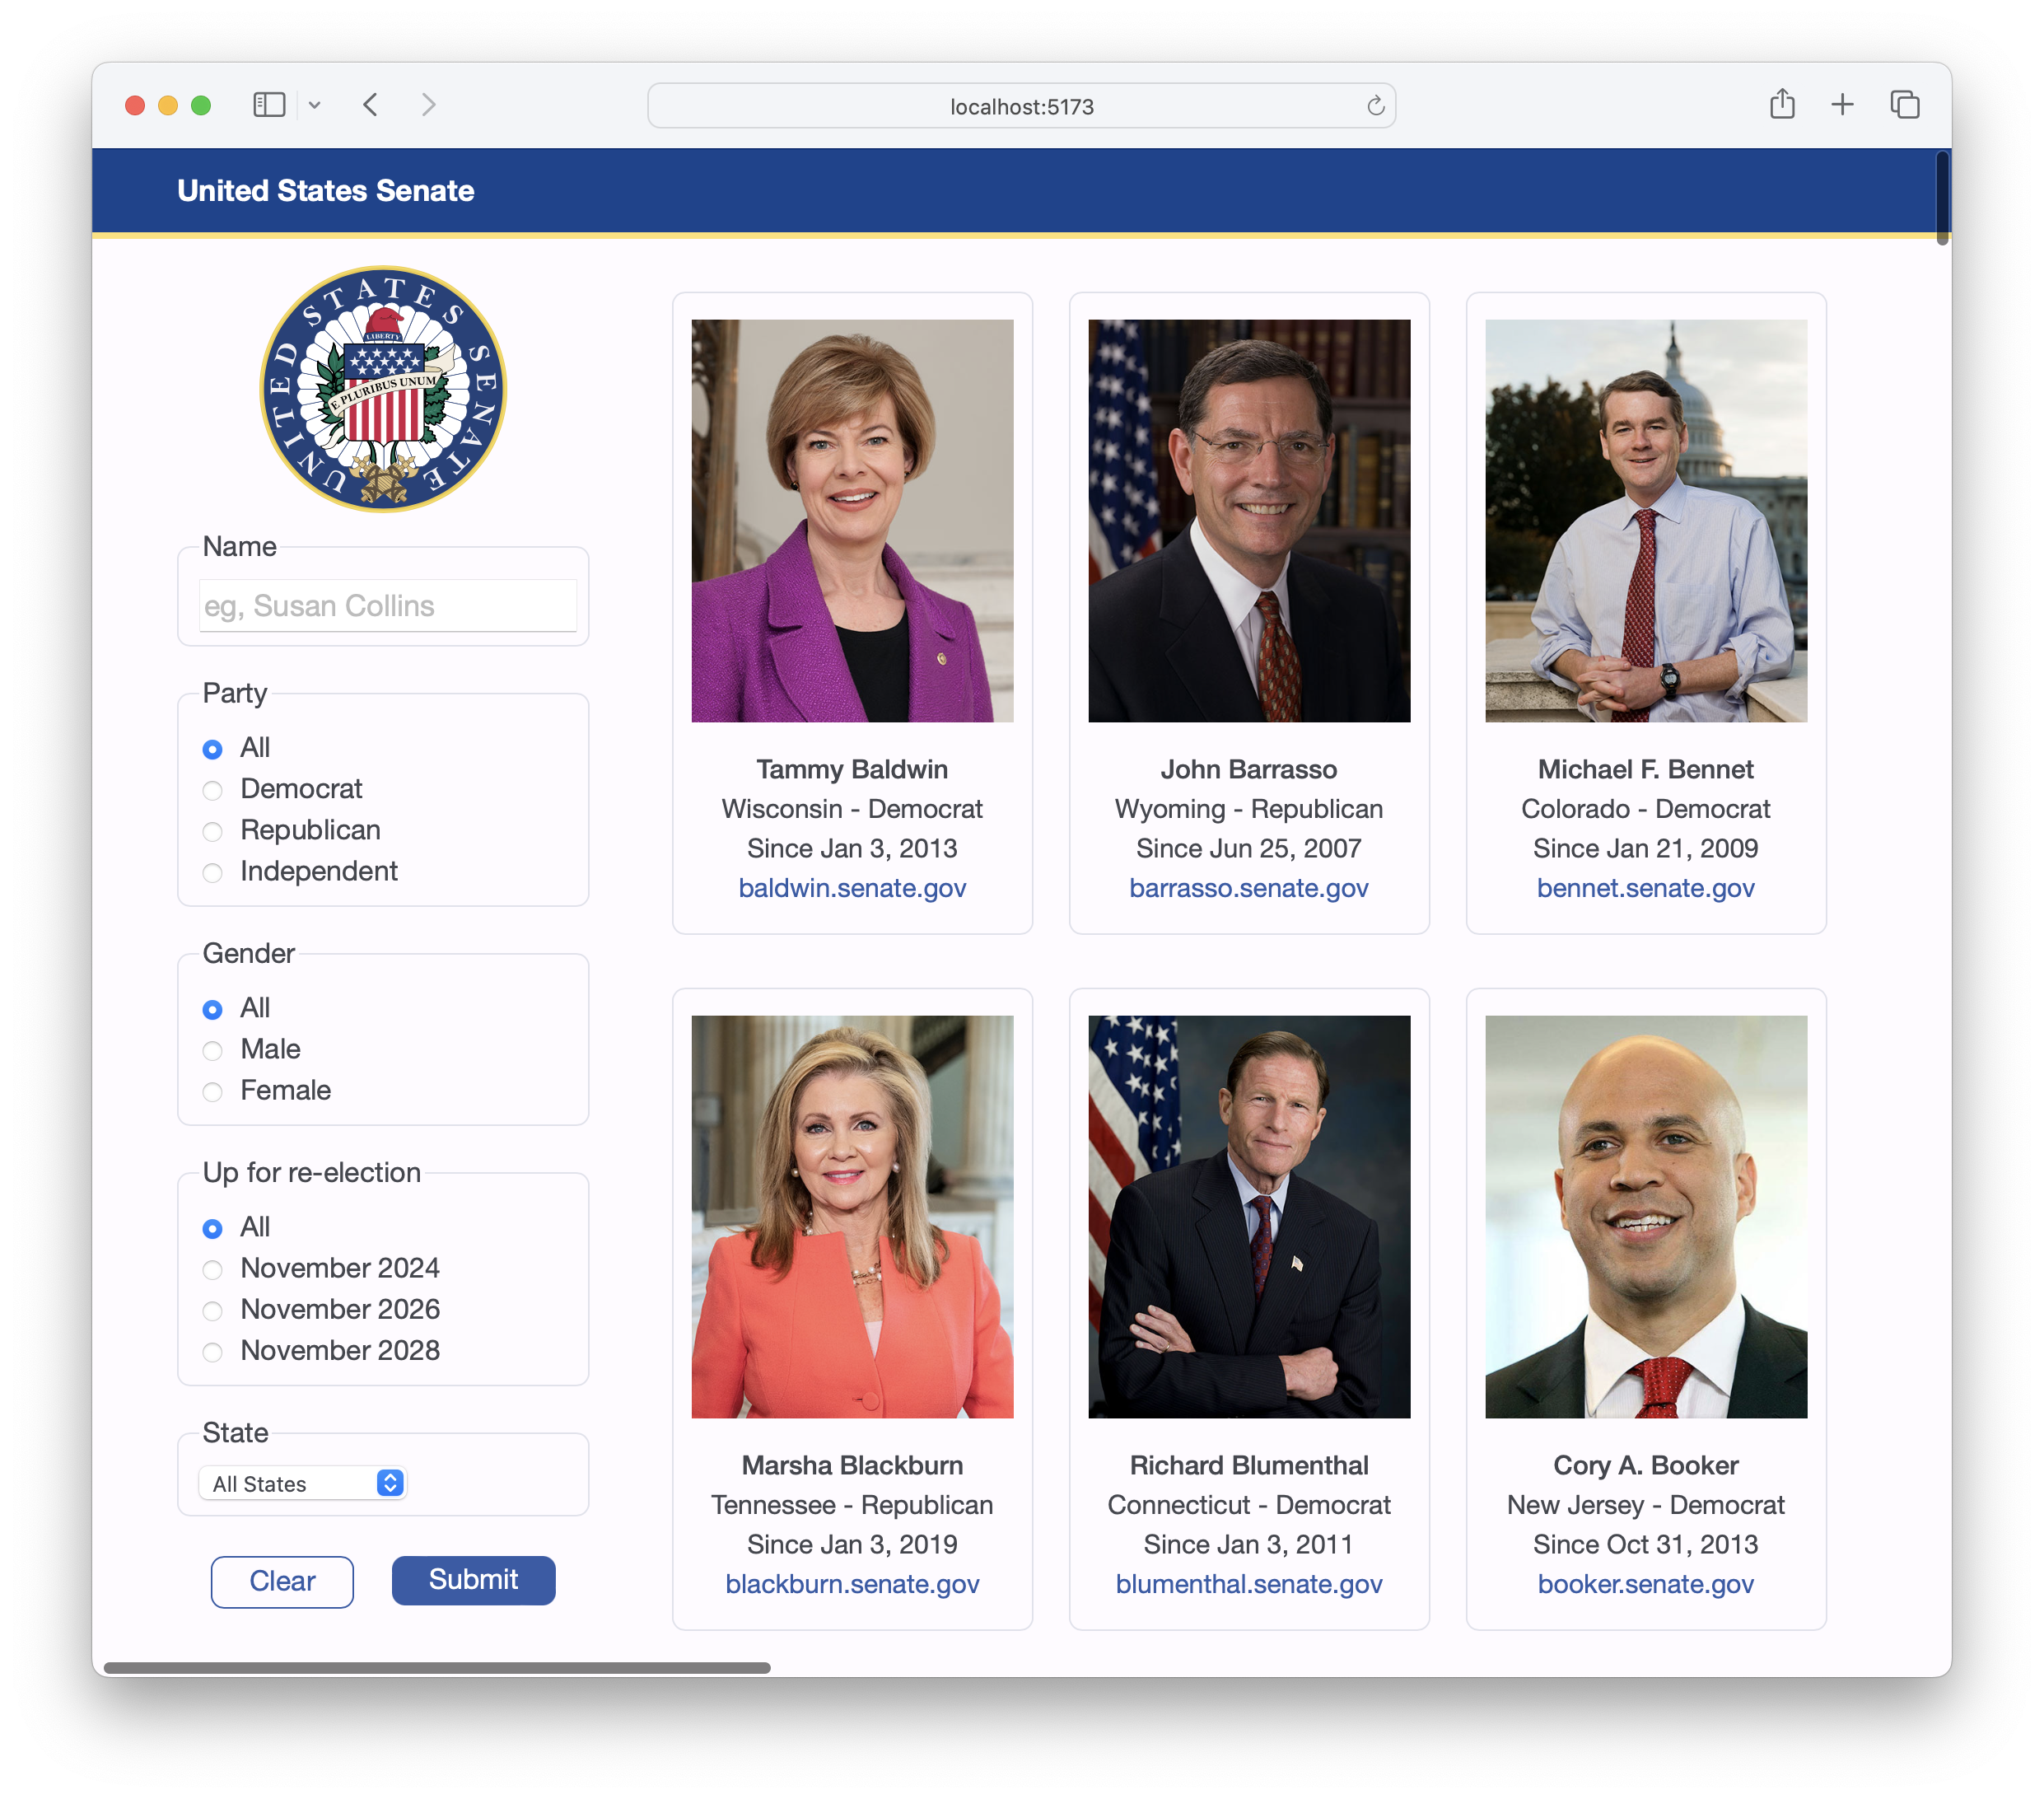 localhost:5173
United States Senate
UNITED STATES SENATE
LIBERTY
E PLURIBUS UNUM
Name
eg, Susan Collins
Party
All
Democrat
Republican
Independent
Gender
All
Male
Female
Up for re-election
All
November 2024
November 2026
November 2028
State
All States
Clear
Submit
Tammy Baldwin
Wisconsin - Democrat
Since Jan 3, 2013
baldwin.senate.gov
John Barrasso
Wyoming - Republican
Since Jun 25, 2007
barrasso.senate.gov
Michael F. Bennet
Colorado - Democrat
Since Jan 21, 2009
bennet.senate.gov
Marsha Blackburn
Tennessee - Republican
Since Jan 3, 2019
blackburn.senate.gov
Richard Blumenthal
Connecticut - Democrat
Since Jan 3, 2011
blumenthal.senate.gov
Cory A. Booker
New Jersey - Democrat
Since Oct 31, 2013
booker.senate.gov